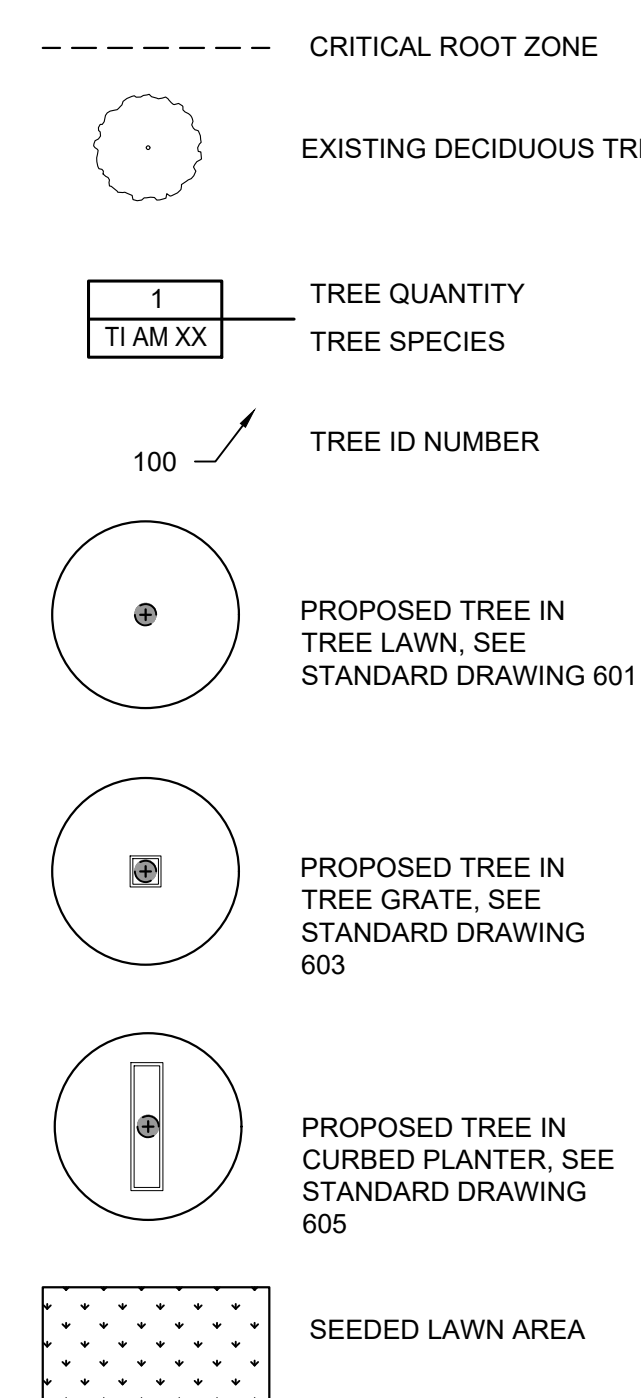 CRITICAL ROOT ZONE
EXISTING DECIDUOUS
1
TREE QUANTITY
TI AM XX
TREE SPECIES
100
TREE ID NUMBER
PROPOSED TREE IN
TREE LAWN, SEE
STANDARD DRAWING 601
PROPOSED TREE IN
TREE GRATE, SEE
STANDARD DRAWING
603
PROPOSED TREE IN
CURBED PLANTER, SEE
STANDARD DRAWING
605
SEEDED LAWN AREA